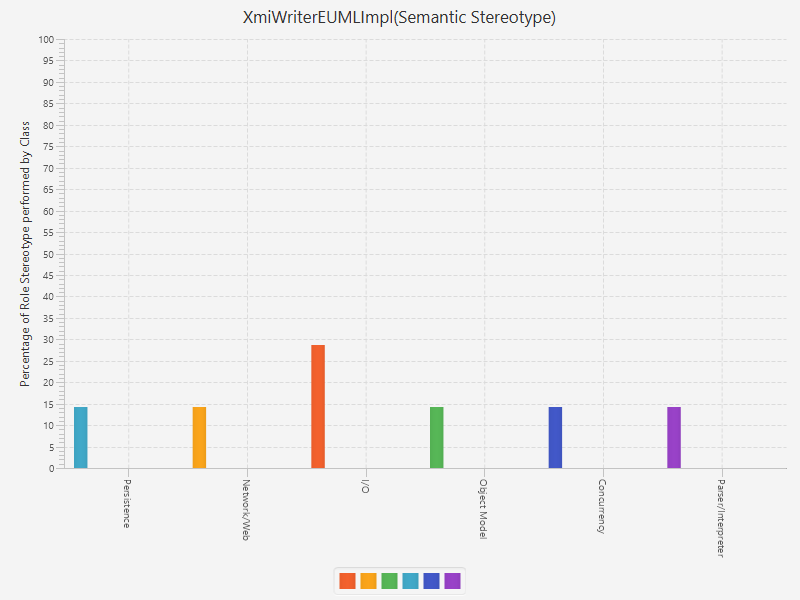 XmiWriterEUMLImpl(Semantic Stereotype)
Percentage of Role Stereotype performed by Class
100
95
90
85
80
75
70
65
60
55
50
45
40
35
30
25
20
15
10
5
0
Persistence
Network/Web
I/O
Object Model
Concurrency
Parser/Interpreter